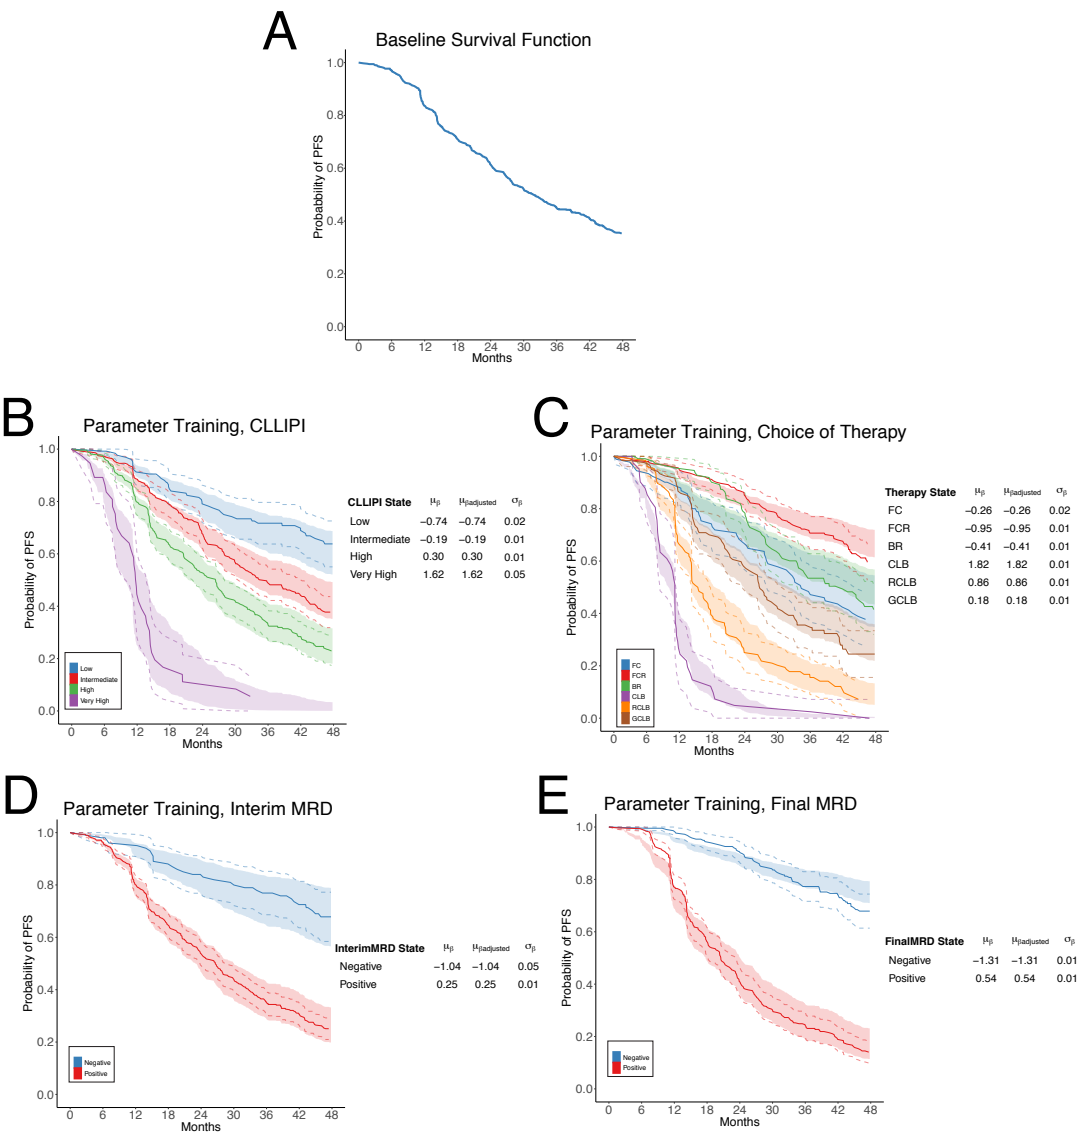 A
Baseline Survival Function
Probabbility of PFS
1.0
0.8
0.6
0.4
0.2
0.0
0 6 12 18 24 30 36 42 48
Months
B
Parameter Training, CLLIPI
Probability of PFS
1.0
0.8
0.6
0.4
0.2
0.0
Low
Intermediate
High
Very High
0 6 12 18 24 30 36 42 48
Months
CLLIPI State μβ μβadjusted σβ
Low −0.74 −0.74 0.02
Intermediate −0.19 −0.19 0.01
High 0.30 0.30 0.01
Very High 1.62 1.62 0.05
C
Parameter Training, Choice of Therapy
Probability of PFS
1.0
0.8
0.6
0.4
0.2
0.0
FC
FCR
BR
CLB
RCLB
GCLB
0 6 12 18 24 30 36 42 48
Months
Therapy State μβ μβadjusted σβ
FC −0.26 −0.26 0.02
FCR −0.95 −0.95 0.01
BR −0.41 −0.41 0.01
CLB 1.82 1.82 0.01
RCLB 0.86 0.86 0.01
GCLB 0.18 0.18 0.01
D
Parameter Training, Interim MRD
Probability of PFS
1.0
0.8
0.6
0.4
0.2
0.0
Negative
Positive
0 6 12 18 24 30 36 42 48
Months
InterimMRD State μβ μβadjusted σβ
Negative −1.04 −1.04 0.05
Positive 0.25 0.25 0.01
E
Parameter Training, Final MRD
Probability of PFS
1.0
0.8
0.6
0.4
0.2
0.0
Negative
Positive
0 6 12 18 24 30 36 42 48
Months
FinalMRD State μβ μβadjusted σβ
Negative −1.31 −1.31 0.01
Positive 0.54 0.54 0.01